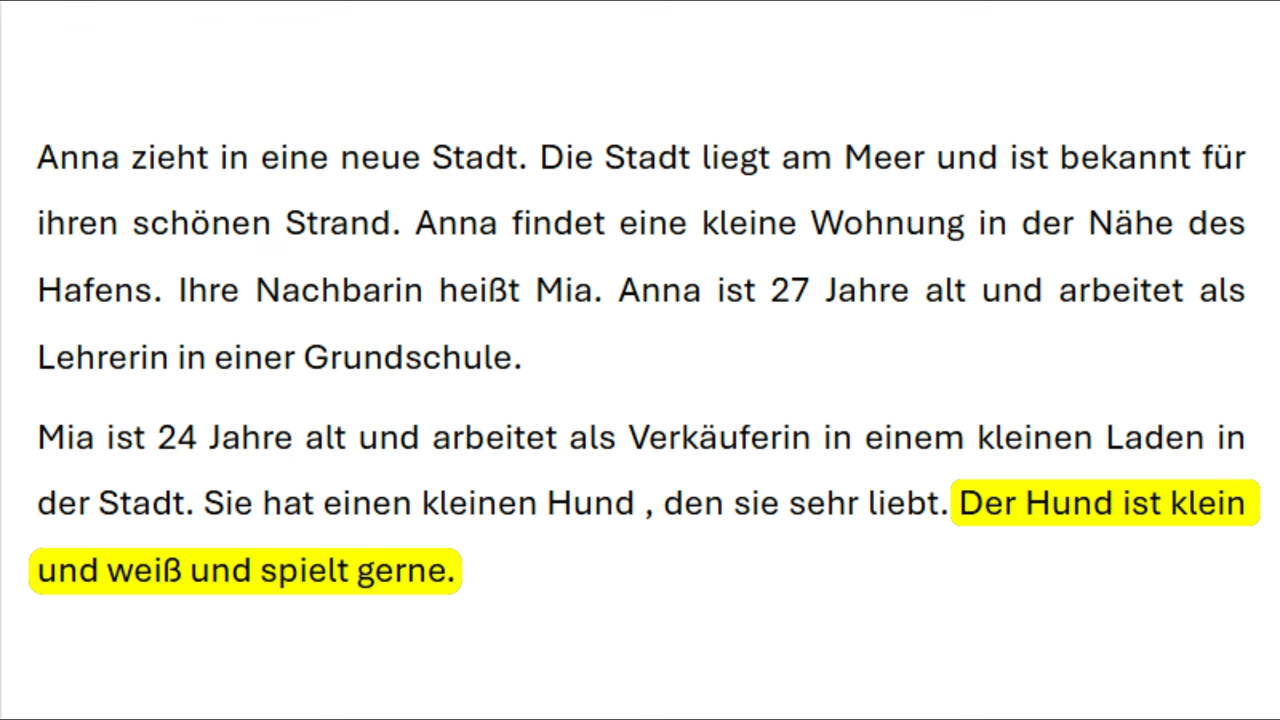 Anna zieht in eine neue Stadt. Die Stadt liegt am Meer und ist bekannt für
ihren schönen Strand. Anna findet eine kleine Wohnung in der Nähe des
Hafens. Ihre Nachbarin heißt Mia. Anna ist 27 Jahre alt und arbeitet als
Lehrerin in einer Grundschule.
Mia ist 24 Jahre alt und arbeitet als Verkäuferin in einem kleinen Laden in
der Stadt. Sie hat einen kleinen Hund , den sie sehr liebt. Der Hund ist klein
und weiß und spielt gerne.